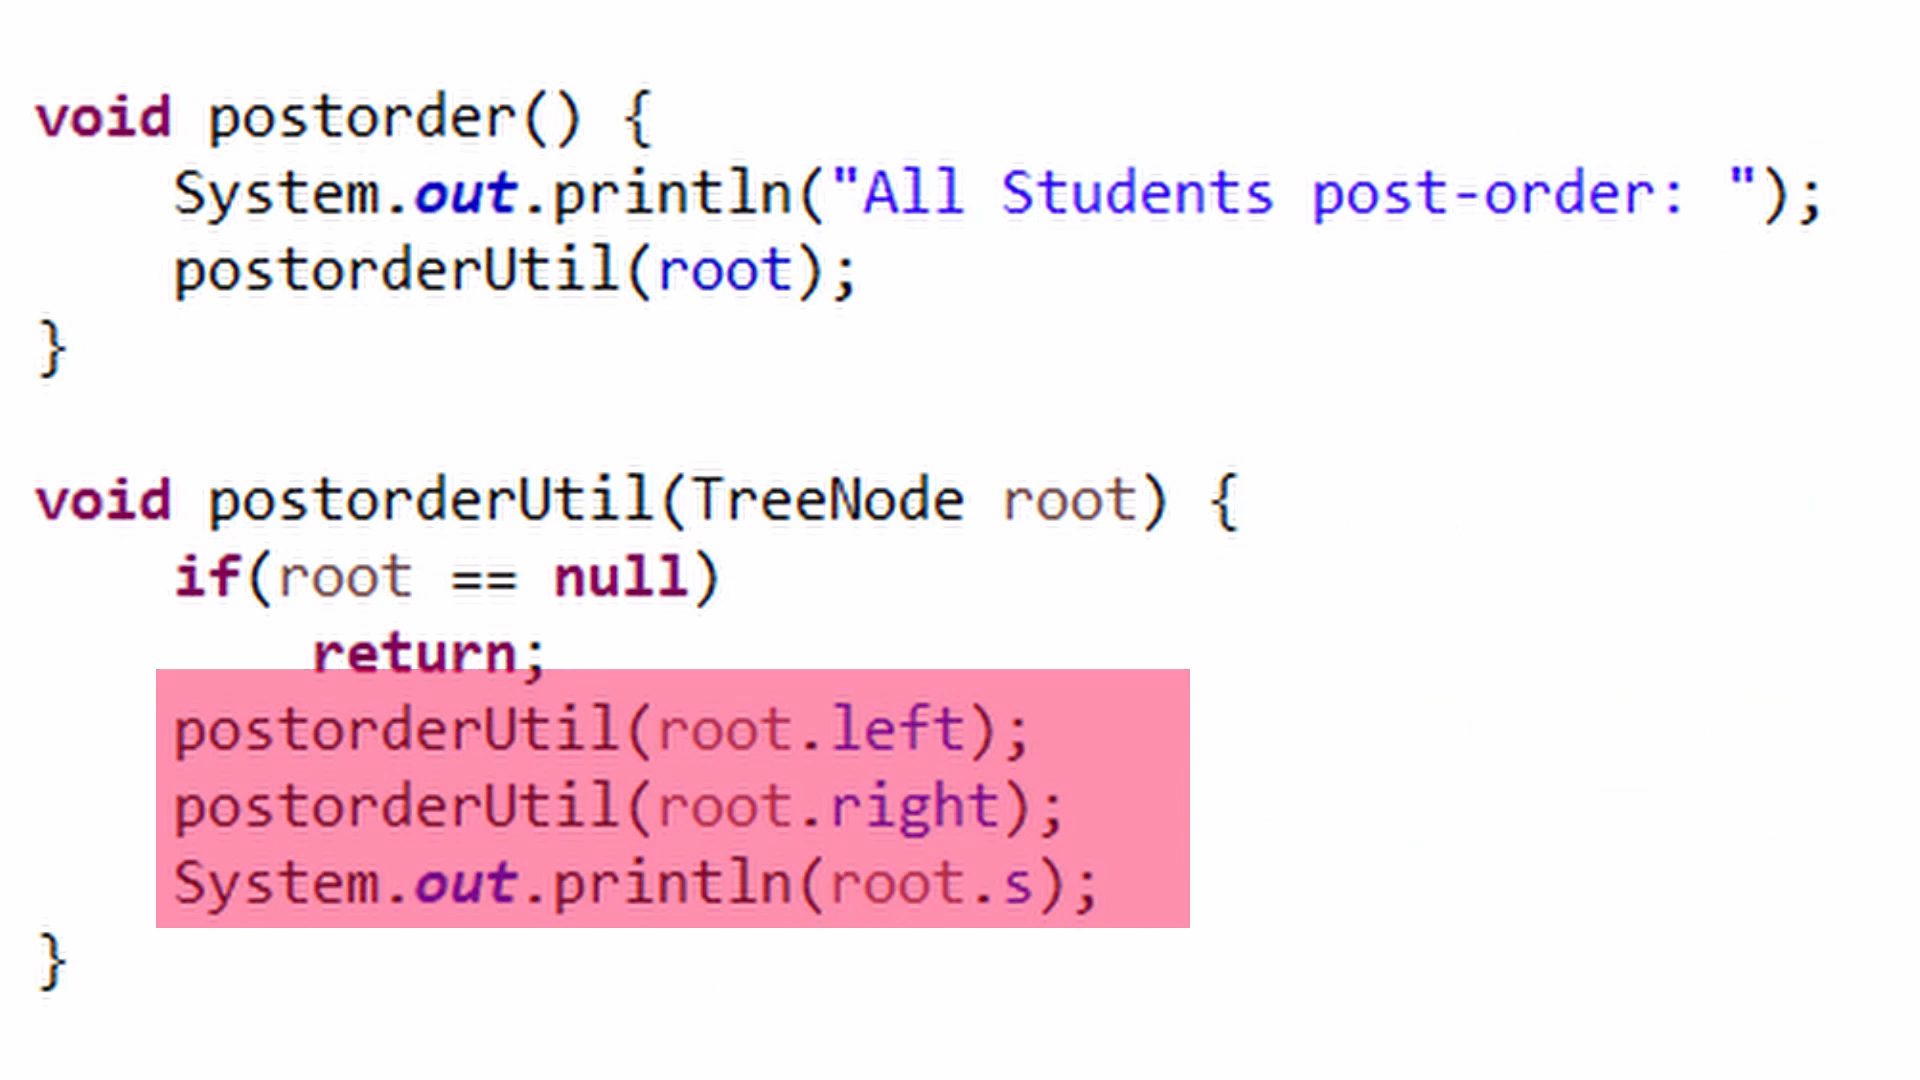 void postorder() {
System.out.println("All Students post-order: ");
postorderUtil(root);
}
void postorderUtil(TreeNode root) {
if(root == null)
return;
postorderUtil(root.left);
postorderUtil(root.right);
System.out.println(root.s);
}